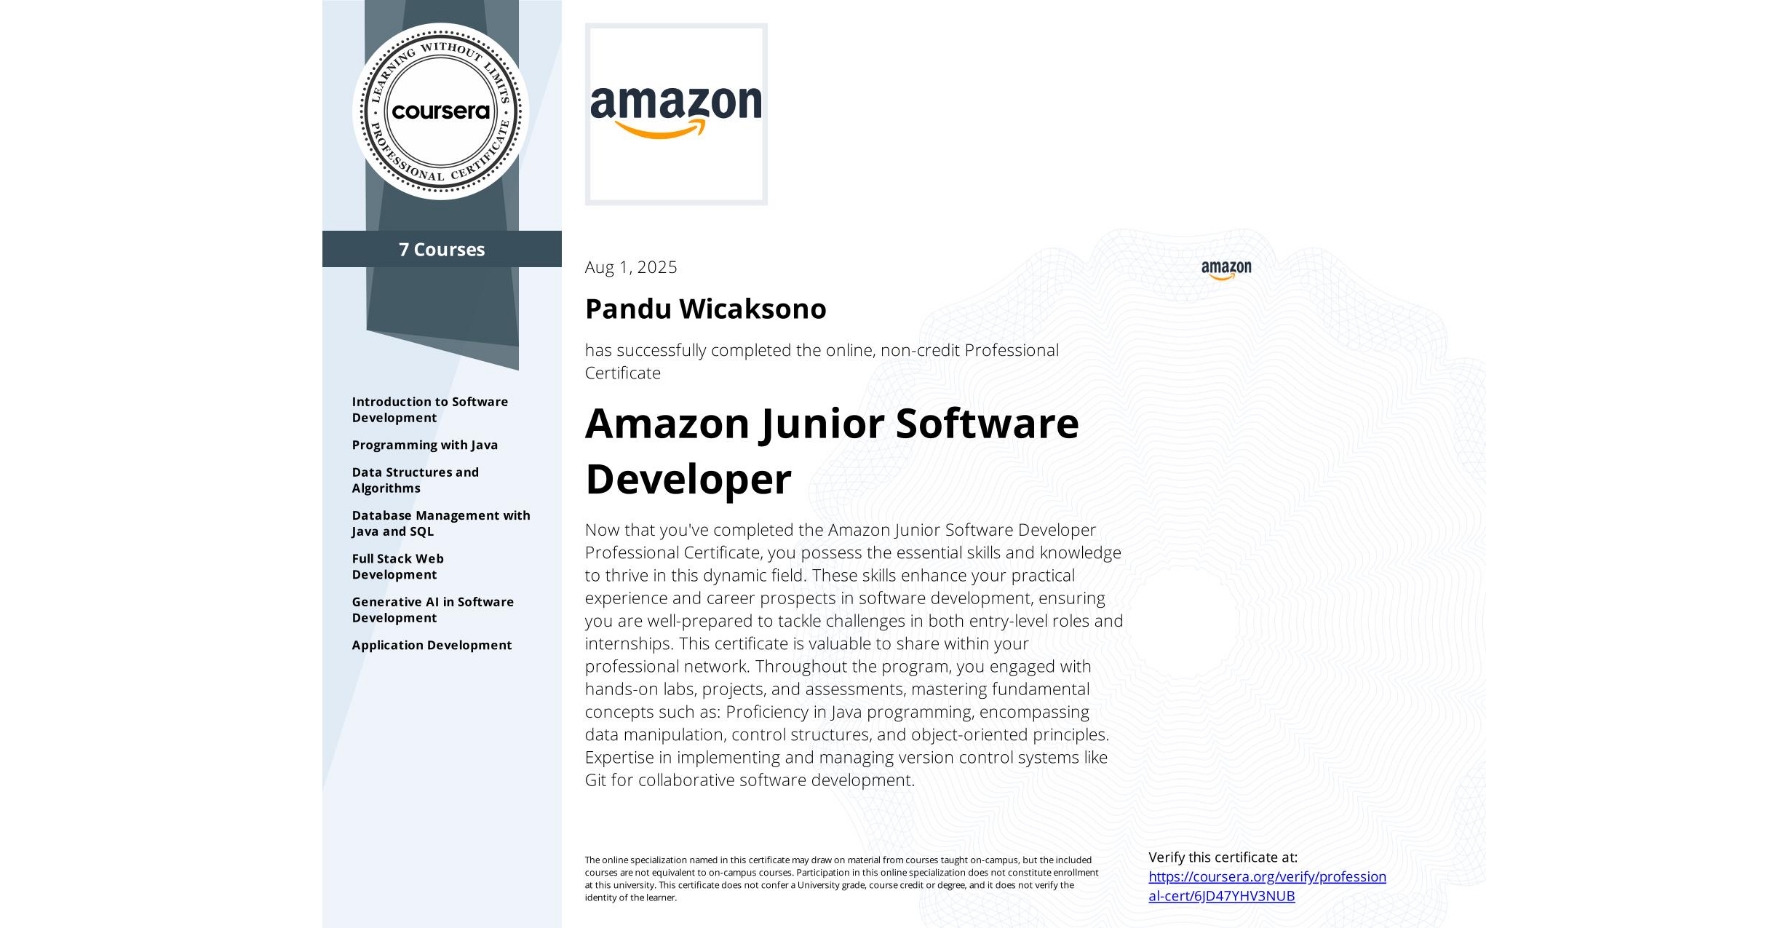 LEARNING WITHOUT LIMITS
coursera
PROFESSIONAL CERTIFICATE
7 Courses
Introduction to Software
Development
Programming with Java
Data Structures and
Algorithms
Database Management with
Java and SQL
Full Stack Web
Development
Generative AI in Software
Development
Application Development
amazon
Aug 1, 2025
amazon
Pandu Wicaksono
has successfully completed the online, non-credit Professional
Certificate
Amazon Junior Software
Developer
Now that you've completed the Amazon Junior Software Developer
Professional Certificate, you possess the essential skills and knowledge
to thrive in this dynamic field. These skills enhance your practical
experience and career prospects in software development, ensuring
you are well-prepared to tackle challenges in both entry-level roles and
internships. This certificate is valuable to share within your
professional network. Throughout the program, you engaged with
hands-on labs, projects, and assessments, mastering fundamental
concepts such as: Proficiency in Java programming, encompassing
data manipulation, control structures, and object-oriented principles.
Expertise in implementing and managing version control systems like
Git for collaborative software development.
The online specialization named in this certificate may draw on material from courses taught on-campus, but the included
courses are not equivalent to on-campus courses. Participation in this online specialization does not constitute enrollment
at this university. This certificate does not confer a University grade, course credit or degree, and it does not verify the
identity of the learner.
Verify this certificate at:
https://coursera.org/verify/profession
al-cert/6JD47YHV3NUB